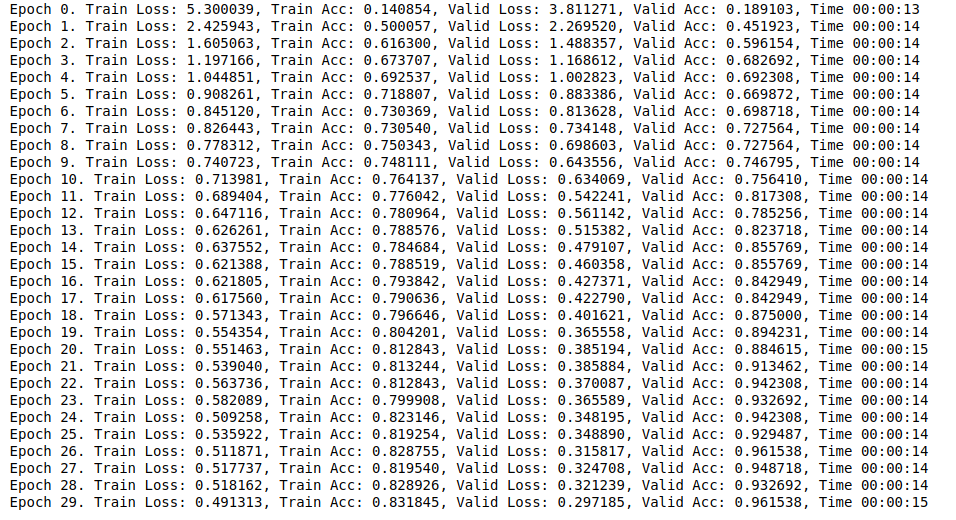 Epoch 0. Train Loss: 5.300039, Train Acc: 0.140854, Valid Loss: 3.811271, Valid Acc: 0.189103, Time 00:00:13
Epoch 1. Train Loss: 2.425943, Train Acc: 0.500057, Valid Loss: 2.269520, Valid Acc: 0.451923, Time 00:00:14
Epoch 2. Train Loss: 1.605063, Train Acc: 0.616300, Valid Loss: 1.488357, Valid Acc: 0.596154, Time 00:00:14
Epoch 3. Train Loss: 1.197166, Train Acc: 0.673707, Valid Loss: 1.168612, Valid Acc: 0.682692, Time 00:00:14
Epoch 4. Train Loss: 1.044851, Train Acc: 0.692537, Valid Loss: 1.002823, Valid Acc: 0.692308, Time 00:00:14
Epoch 5. Train Loss: 0.908261, Train Acc: 0.718807, Valid Loss: 0.883386, Valid Acc: 0.669872, Time 00:00:14
Epoch 6. Train Loss: 0.845120, Train Acc: 0.730369, Valid Loss: 0.813628, Valid Acc: 0.698718, Time 00:00:14
Epoch 7. Train Loss: 0.826443, Train Acc: 0.730540, Valid Loss: 0.734148, Valid Acc: 0.727564, Time 00:00:14
Epoch 8. Train Loss: 0.778312, Train Acc: 0.750343, Valid Loss: 0.698603, Valid Acc: 0.727564, Time 00:00:14
Epoch 9. Train Loss: 0.740723, Train Acc: 0.748111, Valid Loss: 0.643556, Valid Acc: 0.746795, Time 00:00:14
Epoch 10. Train Loss: 0.713981, Train Acc: 0.764137, Valid Loss: 0.634069, Valid Acc: 0.756410, Time 00:00:14
Epoch 11. Train Loss: 0.689404, Train Acc: 0.776042, Valid Loss: 0.542241, Valid Acc: 0.817308, Time 00:00:14
Epoch 12. Train Loss: 0.647116, Train Acc: 0.780964, Valid Loss: 0.561142, Valid Acc: 0.785256, Time 00:00:14
Epoch 13. Train Loss: 0.626261, Train Acc: 0.788576, Valid Loss: 0.515382, Valid Acc: 0.823718, Time 00:00:14
Epoch 14. Train Loss: 0.637552, Train Acc: 0.784684, Valid Loss: 0.479107, Valid Acc: 0.855769, Time 00:00:14
Epoch 15. Train Loss: 0.621388, Train Acc: 0.788519, Valid Loss: 0.460358, Valid Acc: 0.855769, Time 00:00:14
Epoch 16. Train Loss: 0.621805, Train Acc: 0.793842, Valid Loss: 0.427371, Valid Acc: 0.842949, Time 00:00:14
Epoch 17. Train Loss: 0.617560, Train Acc: 0.790636, Valid Loss: 0.422790, Valid Acc: 0.842949, Time 00:00:14
Epoch 18. Train Loss: 0.571343, Train Acc: 0.796646, Valid Loss: 0.401621, Valid Acc: 0.875000, Time 00:00:14
Epoch 19. Train Loss: 0.554354, Train Acc: 0.804201, Valid Loss: 0.365558, Valid Acc: 0.894231, Time 00:00:14
Epoch 20. Train Loss: 0.551463, Train Acc: 0.812843, Valid Loss: 0.385194, Valid Acc: 0.884615, Time 00:00:15
Epoch 21. Train Loss: 0.539040, Train Acc: 0.813244, Valid Loss: 0.385884, Valid Acc: 0.913462, Time 00:00:14
Epoch 22. Train Loss: 0.563736, Train Acc: 0.812843, Valid Loss: 0.370087, Valid Acc: 0.942308, Time 00:00:14
Epoch 23. Train Loss: 0.582089, Train Acc: 0.799908, Valid Loss: 0.365589, Valid Acc: 0.932692, Time 00:00:14
Epoch 24. Train Loss: 0.509258, Train Acc: 0.823146, Valid Loss: 0.348195, Valid Acc: 0.942308, Time 00:00:14
Epoch 25. Train Loss: 0.535922, Train Acc: 0.819254, Valid Loss: 0.348890, Valid Acc: 0.929487, Time 00:00:14
Epoch 26. Train Loss: 0.511871, Train Acc: 0.828755, Valid Loss: 0.315817, Valid Acc: 0.961538, Time 00:00:14
Epoch 27. Train Loss: 0.517737, Train Acc: 0.819540, Valid Loss: 0.324708, Valid Acc: 0.948718, Time 00:00:14
Epoch 28. Train Loss: 0.518162, Train Acc: 0.828926, Valid Loss: 0.321239, Valid Acc: 0.932692, Time 00:00:14
Epoch 29. Train Loss: 0.491313, Train Acc: 0.831845, Valid Loss: 0.297185, Valid Acc: 0.961538, Time 00:00:15